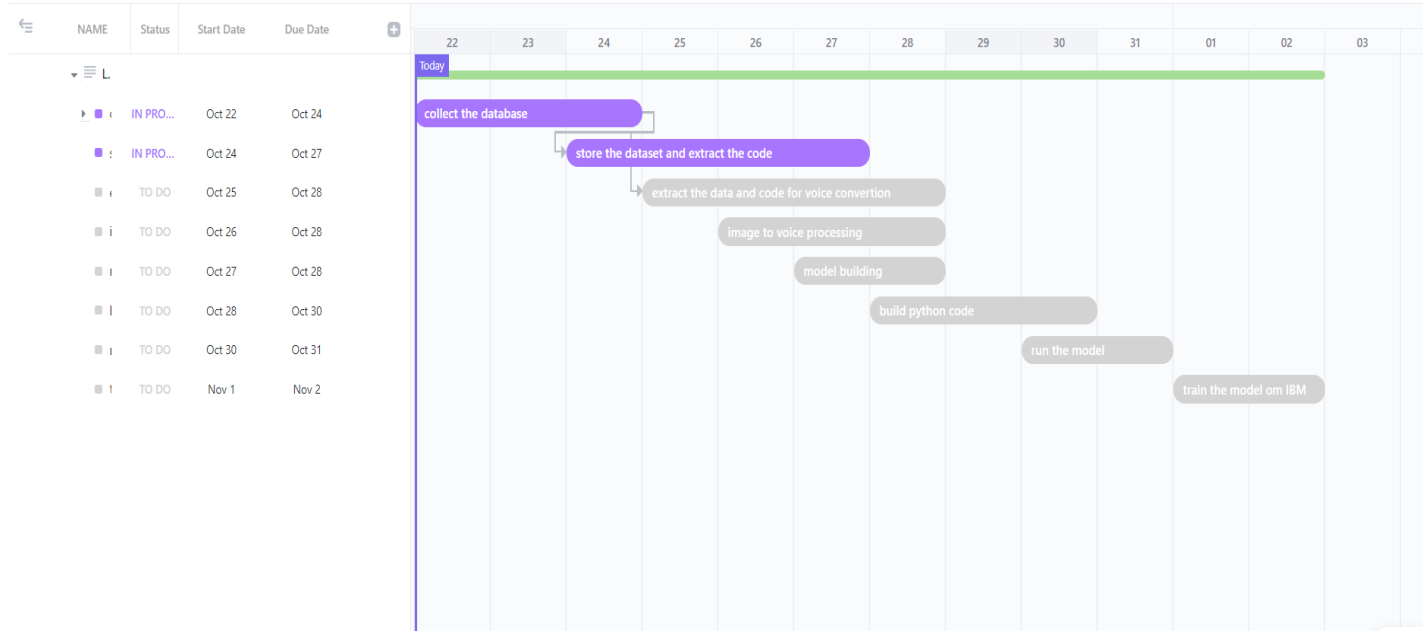 NAME Status Start Date Due Date
22 23 24 25 26 27 28 29 30 31 01 02 03
Today
L.
IN PRO... Oct 22 Oct 24 collect the database
IN PRO... Oct 24 Oct 27 store the dataset and extract the code
TO DO Oct 25 Oct 28 extract the data and code for voice convertion
TO DO Oct 26 Oct 28 image to voice processing
TO DO Oct 27 Oct 28 model building
TO DO Oct 28 Oct 30 build python code
TO DO Oct 30 Oct 31 run the model
TO DO Nov 1 Nov 2 train the model om IBM